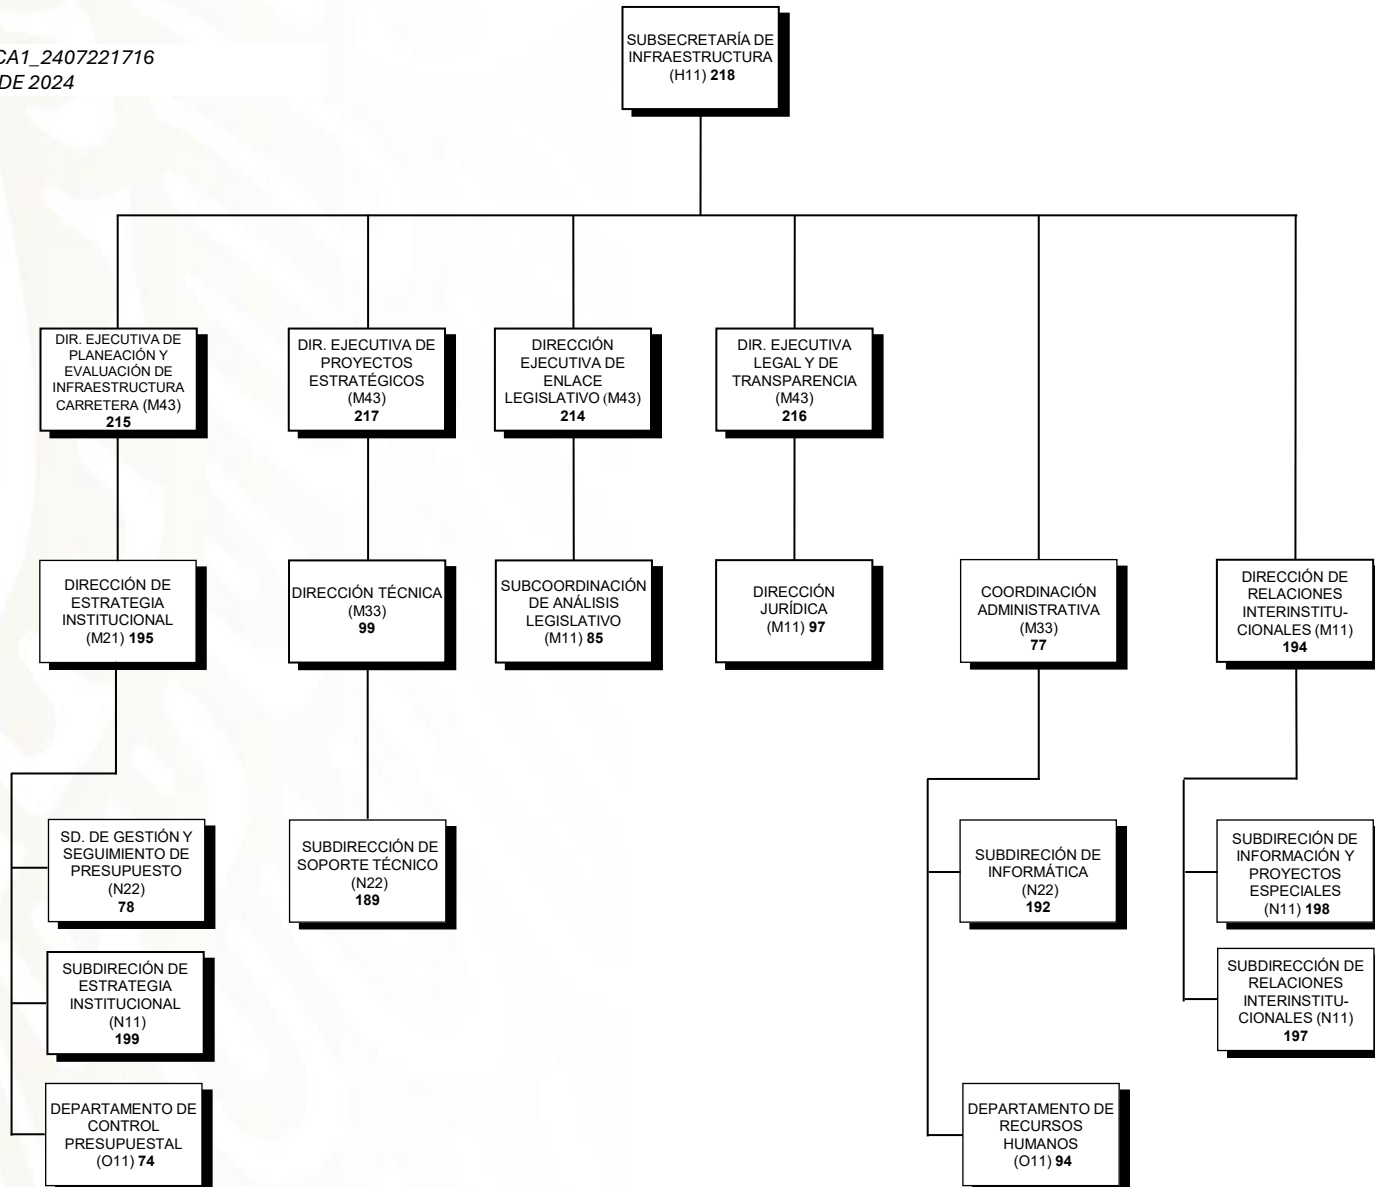 CA1_2407221716
DE 2024
SUBSECRETARÍA DE
INFRAESTRUCTURA
(H11) 218
DIR. EJECUTIVA DE
PLANEACIÓN Y
EVALUACIÓN DE
INFRAESTRUCTURA
CARRETERA (M43)
215
DIR. EJECUTIVA DE
PROYECTOS
ESTRATÉGICOS
(M43)
217
DIRECCIÓN
EJECUTIVA DE
ENLACE
LEGISLATIVO (M43)
214
DIR. EJECUTIVA
LEGAL Y DE
TRANSPARENCIA
(M43)
216
DIRECCIÓN DE
ESTRATEGIA
INSTITUCIONAL
(M21) 195
DIRECCIÓN TÉCNICA
(M33)
99
SUBCOORDINACIÓN
DE ANÁLISIS
LEGISLATIVO
(M11) 85
DIRECCIÓN
JURÍDICA
(M11) 97
COORDINACIÓN
ADMINISTRATIVA
(M33)
77
DIRECCIÓN DE
RELACIONES
INTERINSTITU-
CIONALES (M11)
194
SD. DE GESTIÓN Y
SEGUIMIENTO DE
PRESUPUESTO
(N22)
78
SUBDIRECCIÓN DE
SOPORTE TÉCNICO
(N22)
189
SUBDIRECIÓN DE
INFORMÁTICA
(N22)
192
SUBDIRECIÓN DE
INFORMACIÓN Y
PROYECTOS
ESPECIALES
(N11) 198
SUBDIRECIÓN DE
ESTRATEGIA
INSTITUCIONAL
(N11)
199
SUBDIRECCIÓN DE
RELACIONES
INTERINSTITU-
CIONALES (N11)
197
DEPARTAMENTO DE
CONTROL
PRESUPUESTAL
(O11) 74
DEPARTAMENTO DE
RECURSOS
HUMANOS
(O11) 94